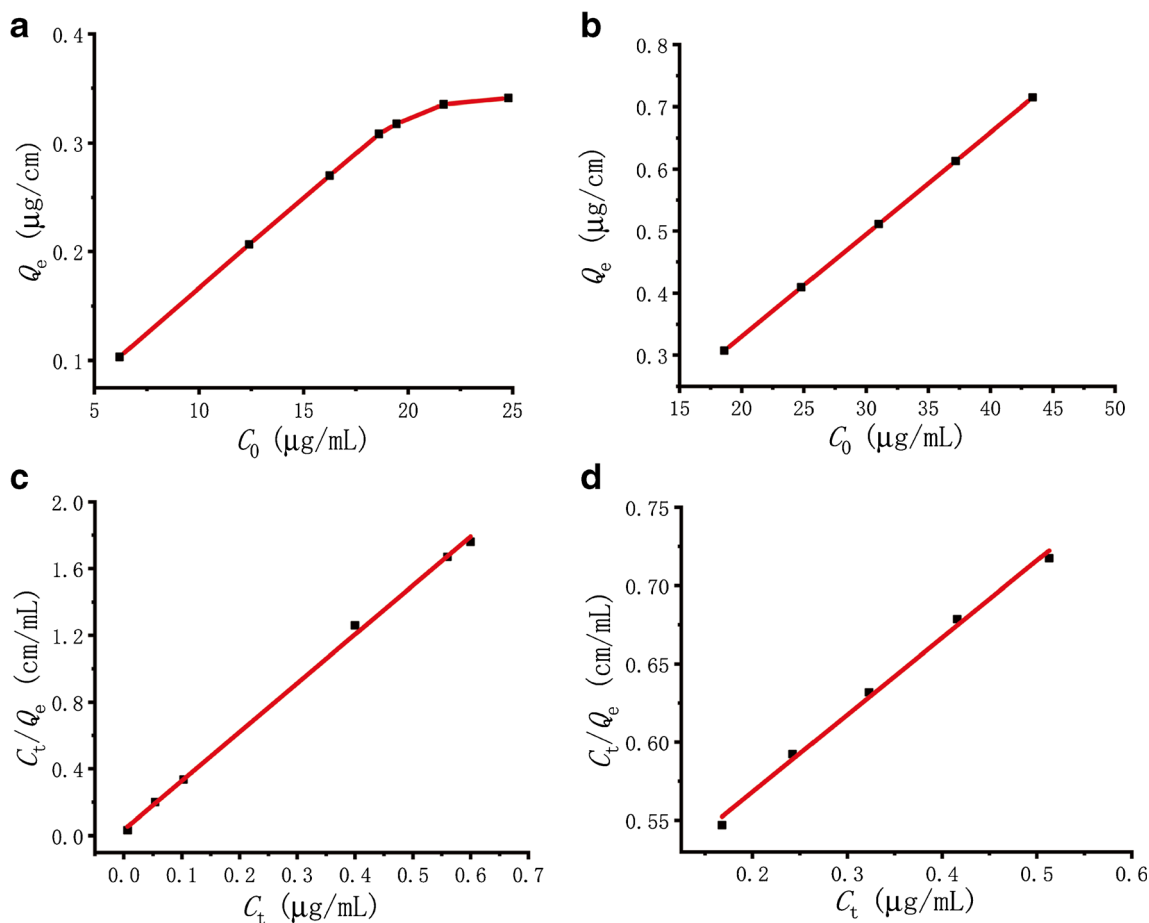 a
0.4
0.3
0.2
0.1
Qe (μg/cm)
5 10 15 20 25
C0 (μg/mL)
b
0.8
0.7
0.6
0.5
0.4
0.3
Qe (μg/cm)
15 20 25 30 35 40 45 50
C0 (μg/mL)
c
2.0
1.6
1.2
0.8
0.4
0.0
Ct/Qe (cm/mL)
0.0 0.1 0.2 0.3 0.4 0.5 0.6 0.7
Ct (μg/mL)
d
0.75
0.70
0.65
0.60
0.55
Ct/Qe (cm/mL)
0.2 0.3 0.4 0.5 0.6
Ct (μg/mL)